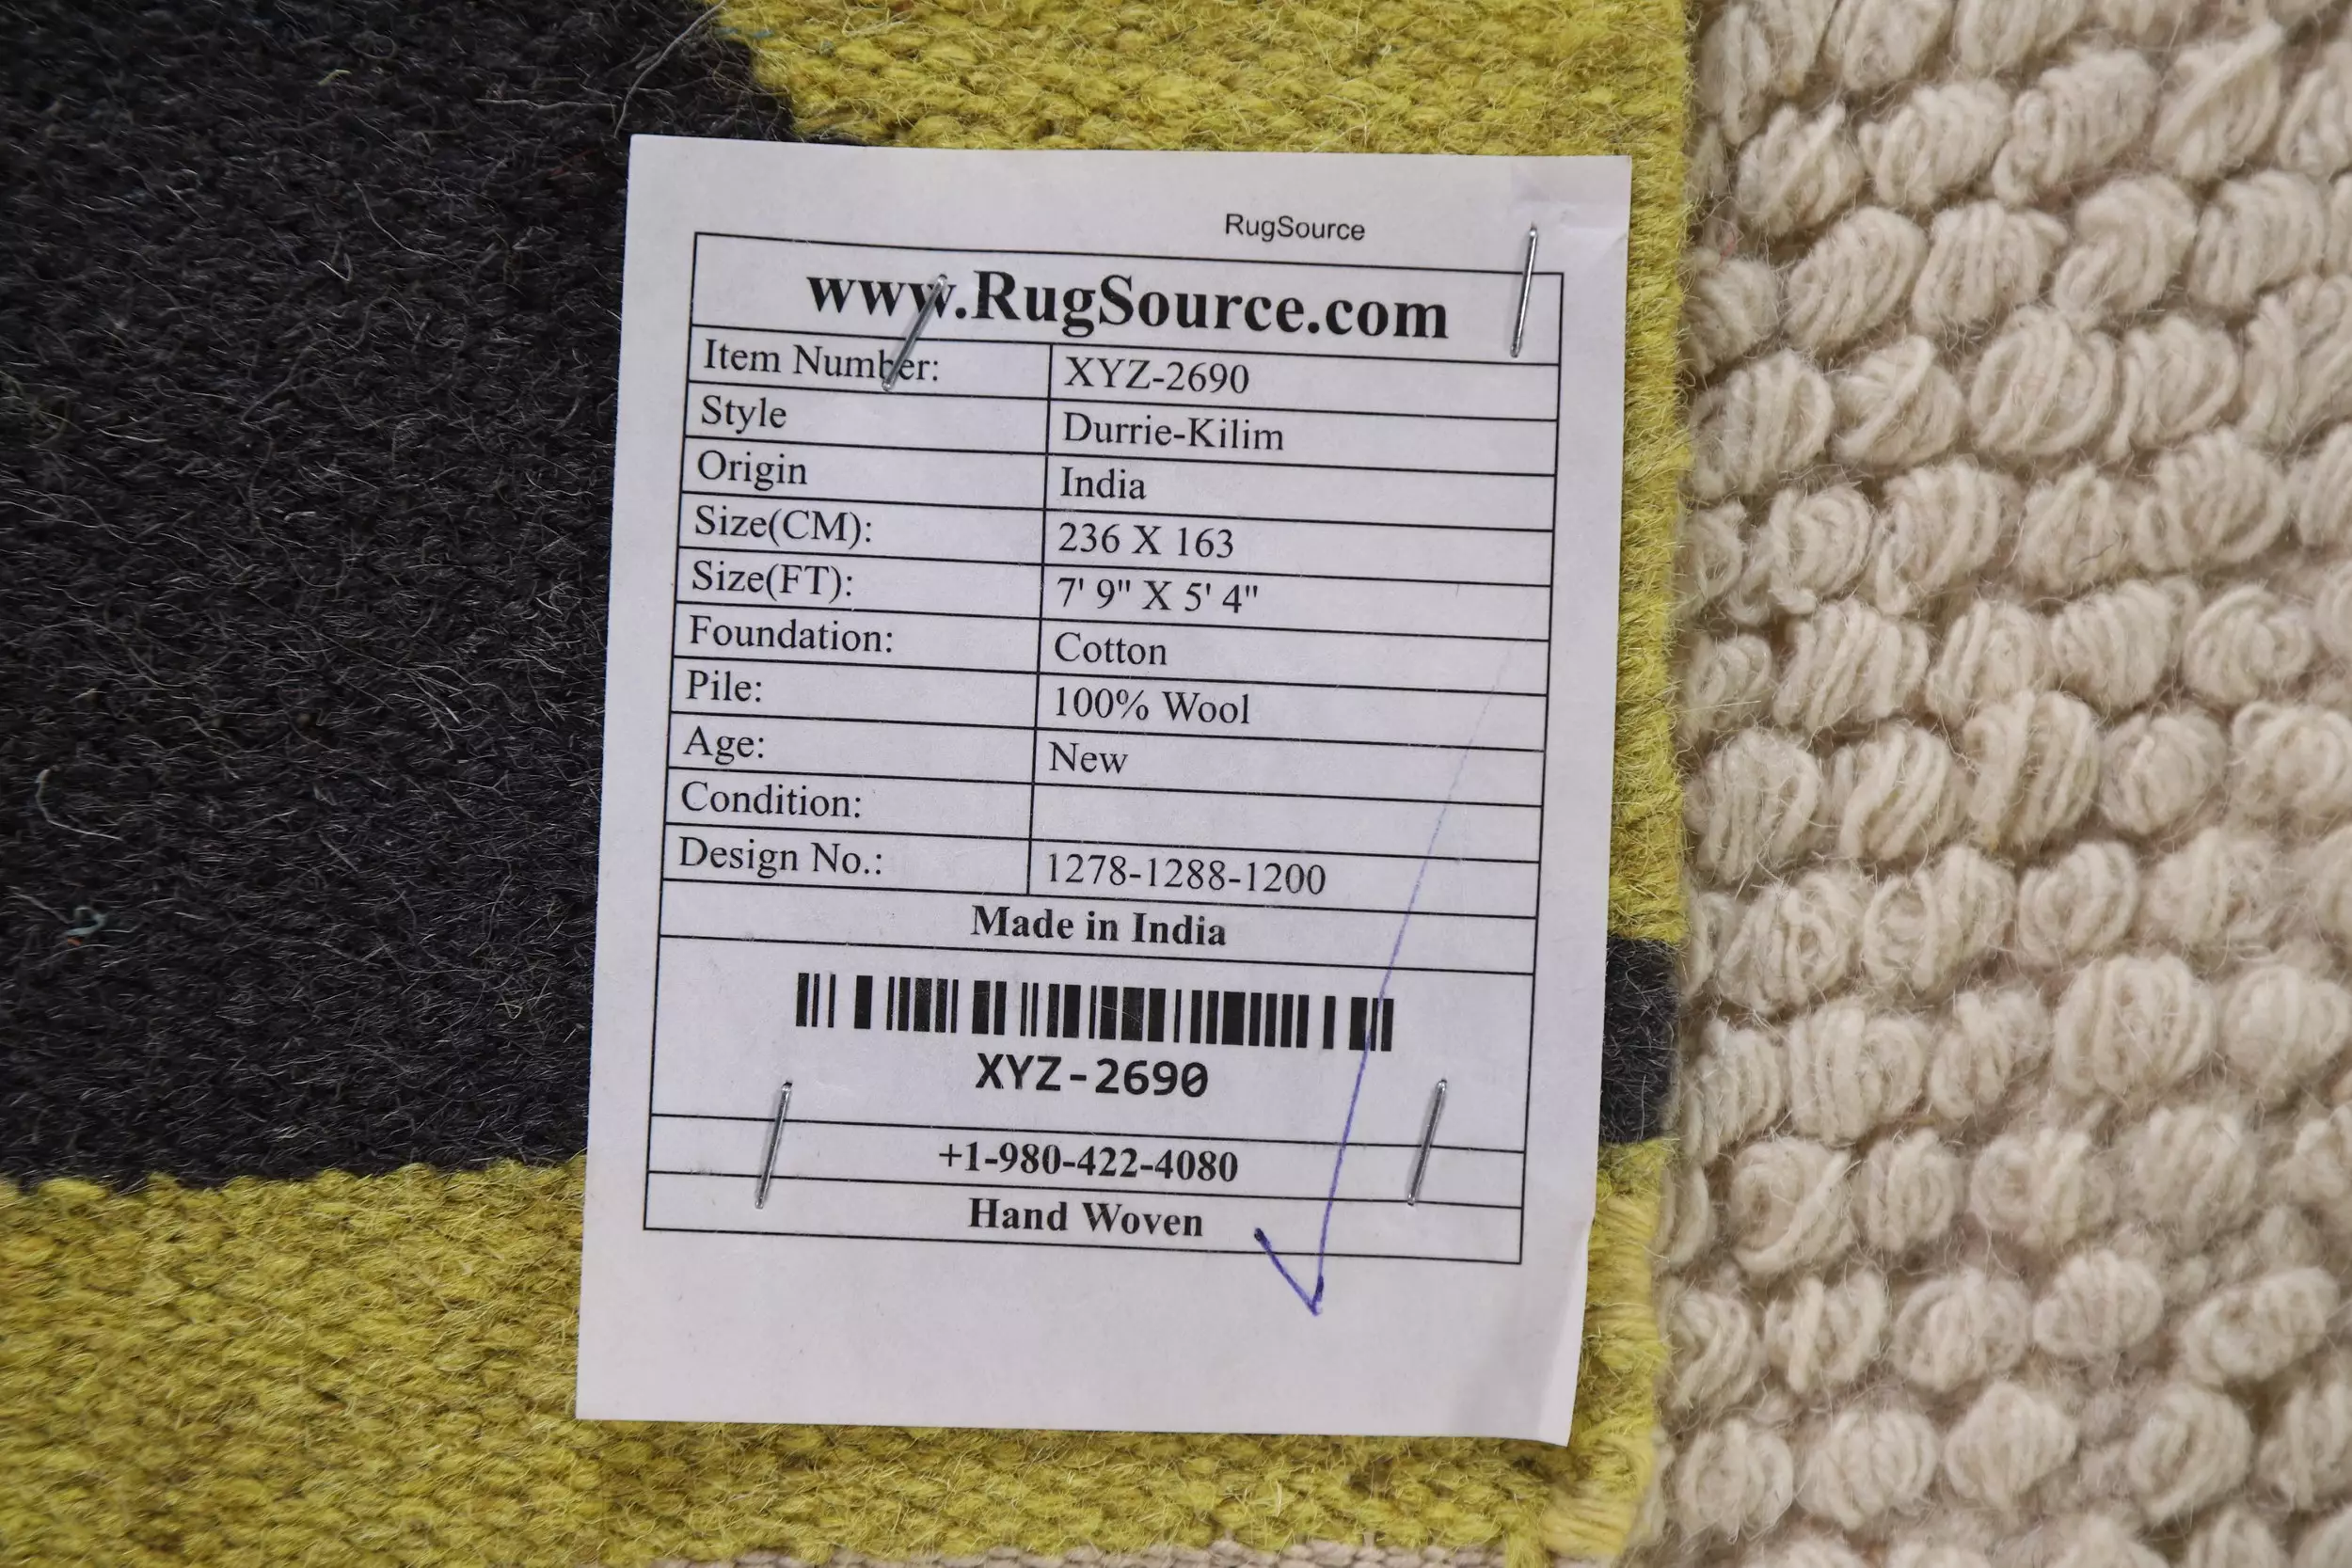 RugSource
www.RugSource.com
Item Number: XYZ-2690
Style Durrie-Kilim
Origin India
Size(CM): 236 X 163
Size(FT): 7' 9" X 5' 4"
Foundation: Cotton
Pile: 100% Wool
Age: New
Condition:
Design No.: 1278-1288-1200
Made in India
XYZ-2690
+1-980-422-4080
Hand Woven